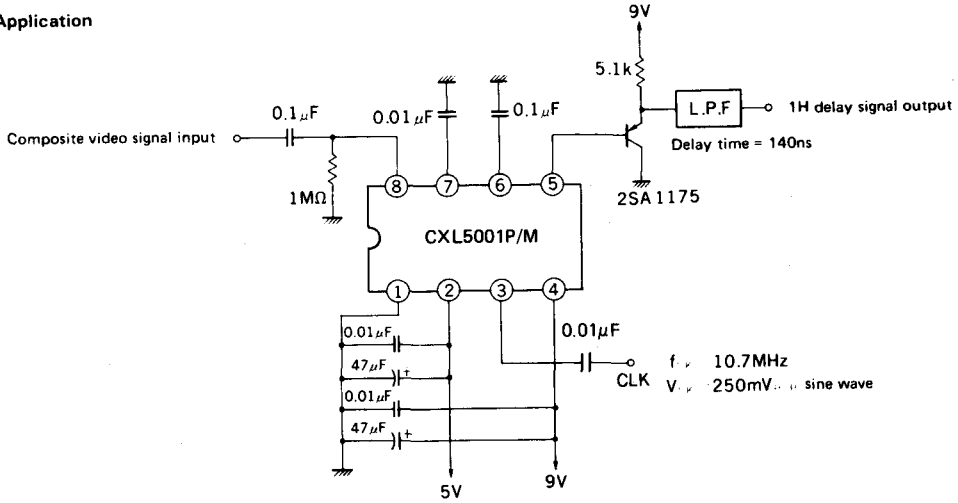 Application
9V
5.1k
L.P.F
1H delay signal output
Delay time = 140ns
2SA1175
0.1μF
0.01μF
0.1μF
Composite video signal input
1MΩ
8
7
6
5
CXL5001P/M
1
2
3
4
0.01μF
47μF
+
0.01μF
47μF
+
0.01μF
CLK
f 10.7MHz
V 250mV sine wave
5V
9V